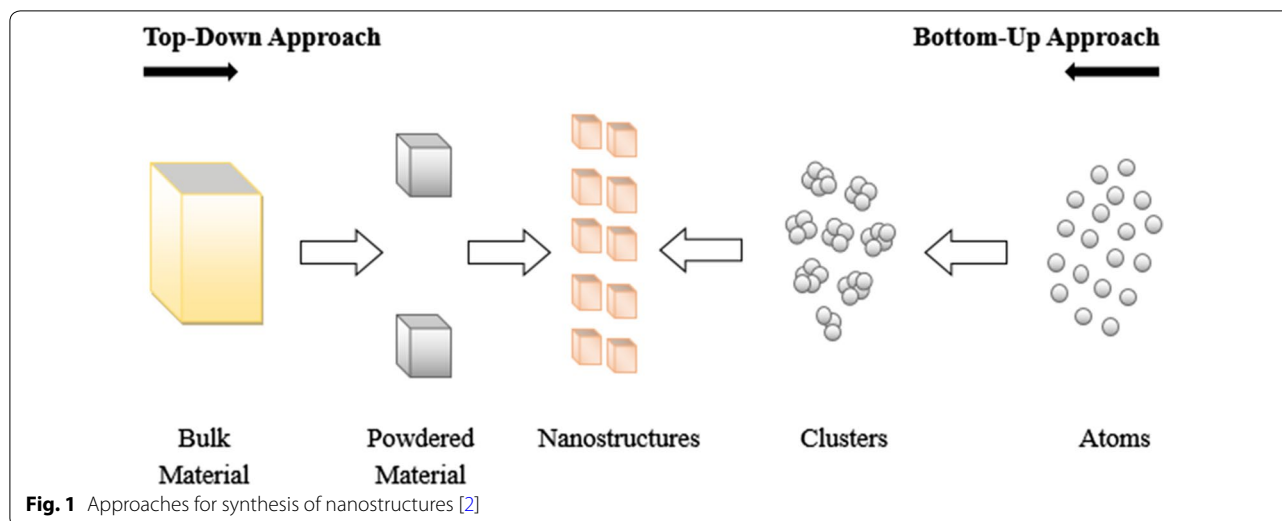 Top-Down Approach
Bottom-Up Approach
Bulk Material
Powdered Material
Nanostructures
Clusters
Atoms
Fig. 1 Approaches for synthesis of nanostructures [2]